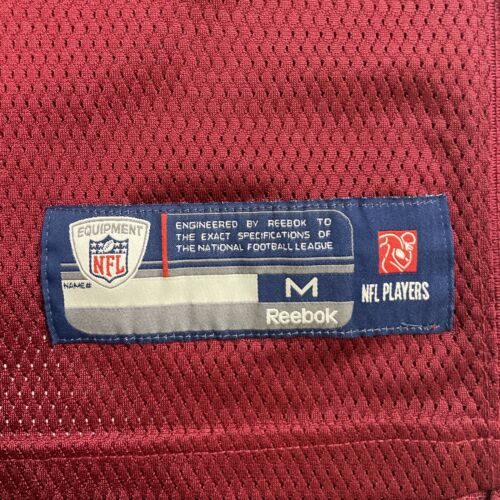 EQUIPMENT
NFL
ENGINEERED BY REEBOK TO
THE EXACT SPECIFICATIONS OF
THE NATIONAL FOOTBALL LEAGUE
NAME#
M
Reebok
NFL PLAYERS